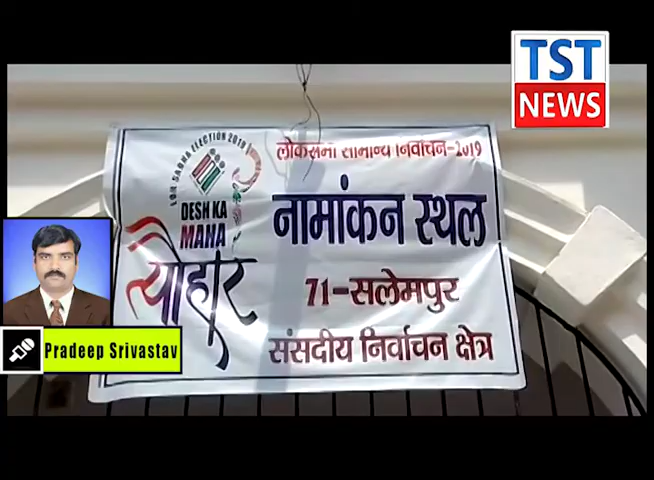 TST
NEWS
LOK SABHA ELECTION 2019
लोकसभा सामान्य निर्वाचन-2019
DESH KA
MAHA
त्यौहार
नामांकन स्थल
71-सलेमपुर
संसदीय निर्वाचन क्षेत्र
Pradeep Srivastav